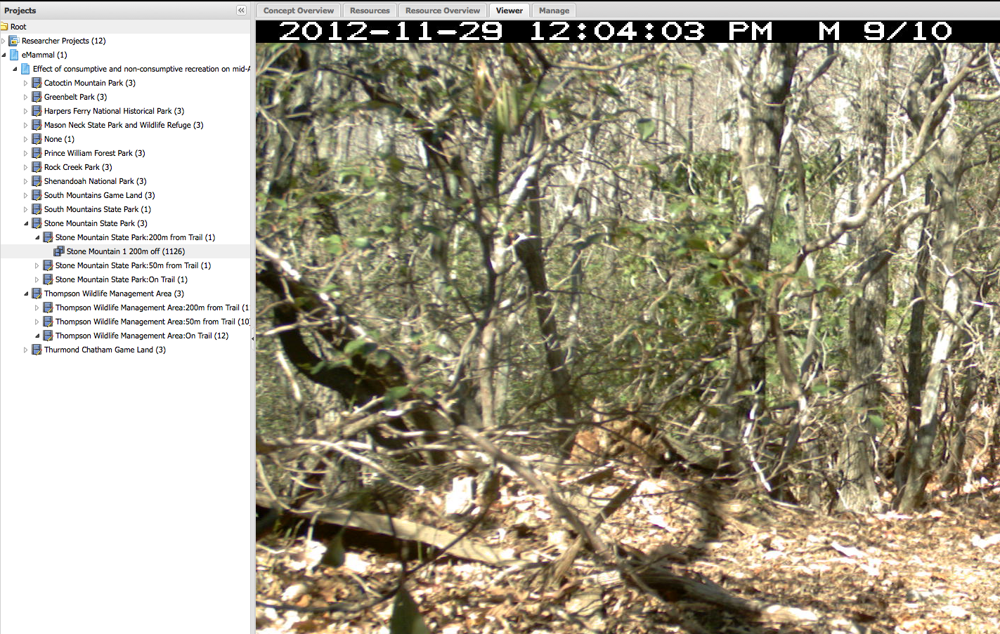 Projects
Root
Researcher Projects (12)
eMammal (1)
Effect of consumptive and non-consumptive recreation on mid-A
Catoctin Mountain Park (3)
Greenbelt Park (3)
Harpers Ferry National Historical Park (3)
Mason Neck State Park and Wildlife Refuge (3)
None (1)
Prince William Forest Park (3)
Rock Creek Park (3)
Shenandoah National Park (3)
South Mountains Game Land (3)
South Mountains State Park (1)
Stone Mountain State Park (3)
Stone Mountain State Park:200m from Trail (1)
Stone Mountain 1 200m off (1126)
Stone Mountain State Park:50m from Trail (1)
Stone Mountain State Park:On Trail (1)
Thompson Wildlife Management Area (3)
Thompson Wildlife Management Area:200m from Trail (1
Thompson Wildlife Management Area:50m from Trail (10)
Thompson Wildlife Management Area:On Trail (12)
Thurmond Chatham Game Land (3)
Concept Overview Resources Resource Overview Viewer Manage
2012-11-29 12:04:03 PM M 9/10